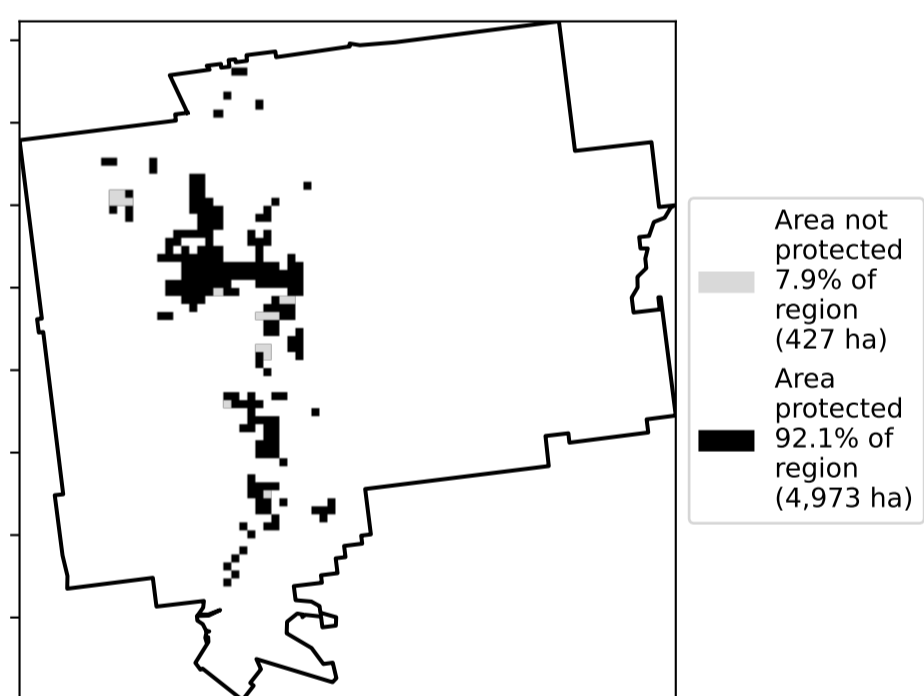 Area not
protected
7.9% of
region
(427 ha)
Area
protected
92.1% of
region
(4,973 ha)